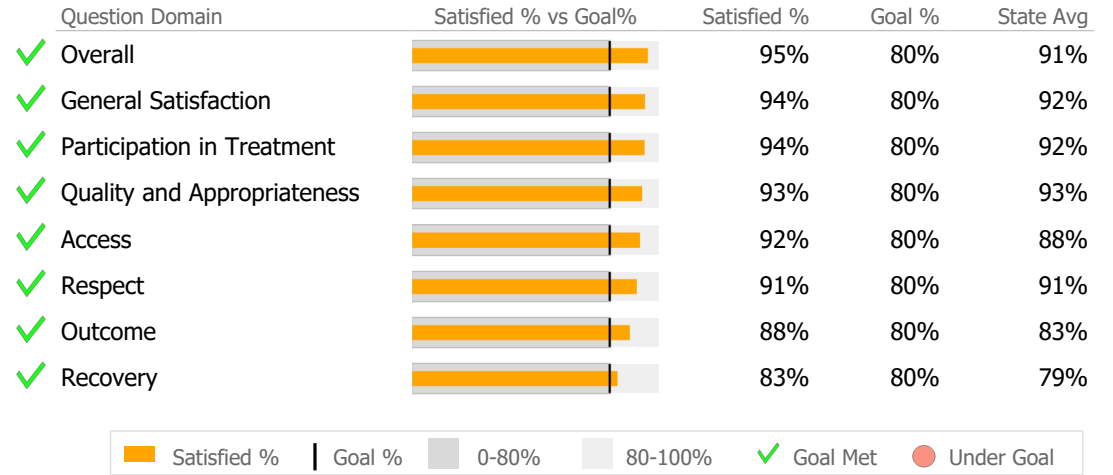 Question Domain Satisfied % vs Goal% Satisfied % Goal % State Avg
Overall 95% 80% 91%
General Satisfaction 94% 80% 92%
Participation in Treatment 94% 80% 92%
Quality and Appropriateness 93% 80% 93%
Access 92% 80% 88%
Respect 91% 80% 91%
Outcome 88% 80% 83%
Recovery 83% 80% 79%
Satisfied % Goal % 0-80% 80-100% Goal Met Under Goal